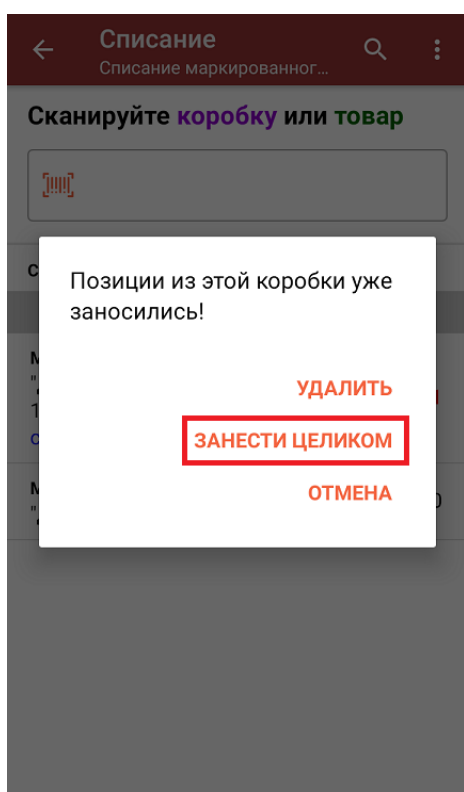 Списание
Списание маркированног...
Сканируйте коробку или товар
Позиции из этой коробки уже
заносились!
УДАЛИТЬ
ЗАНЕСТИ ЦЕЛИКОМ
ОТМЕНА